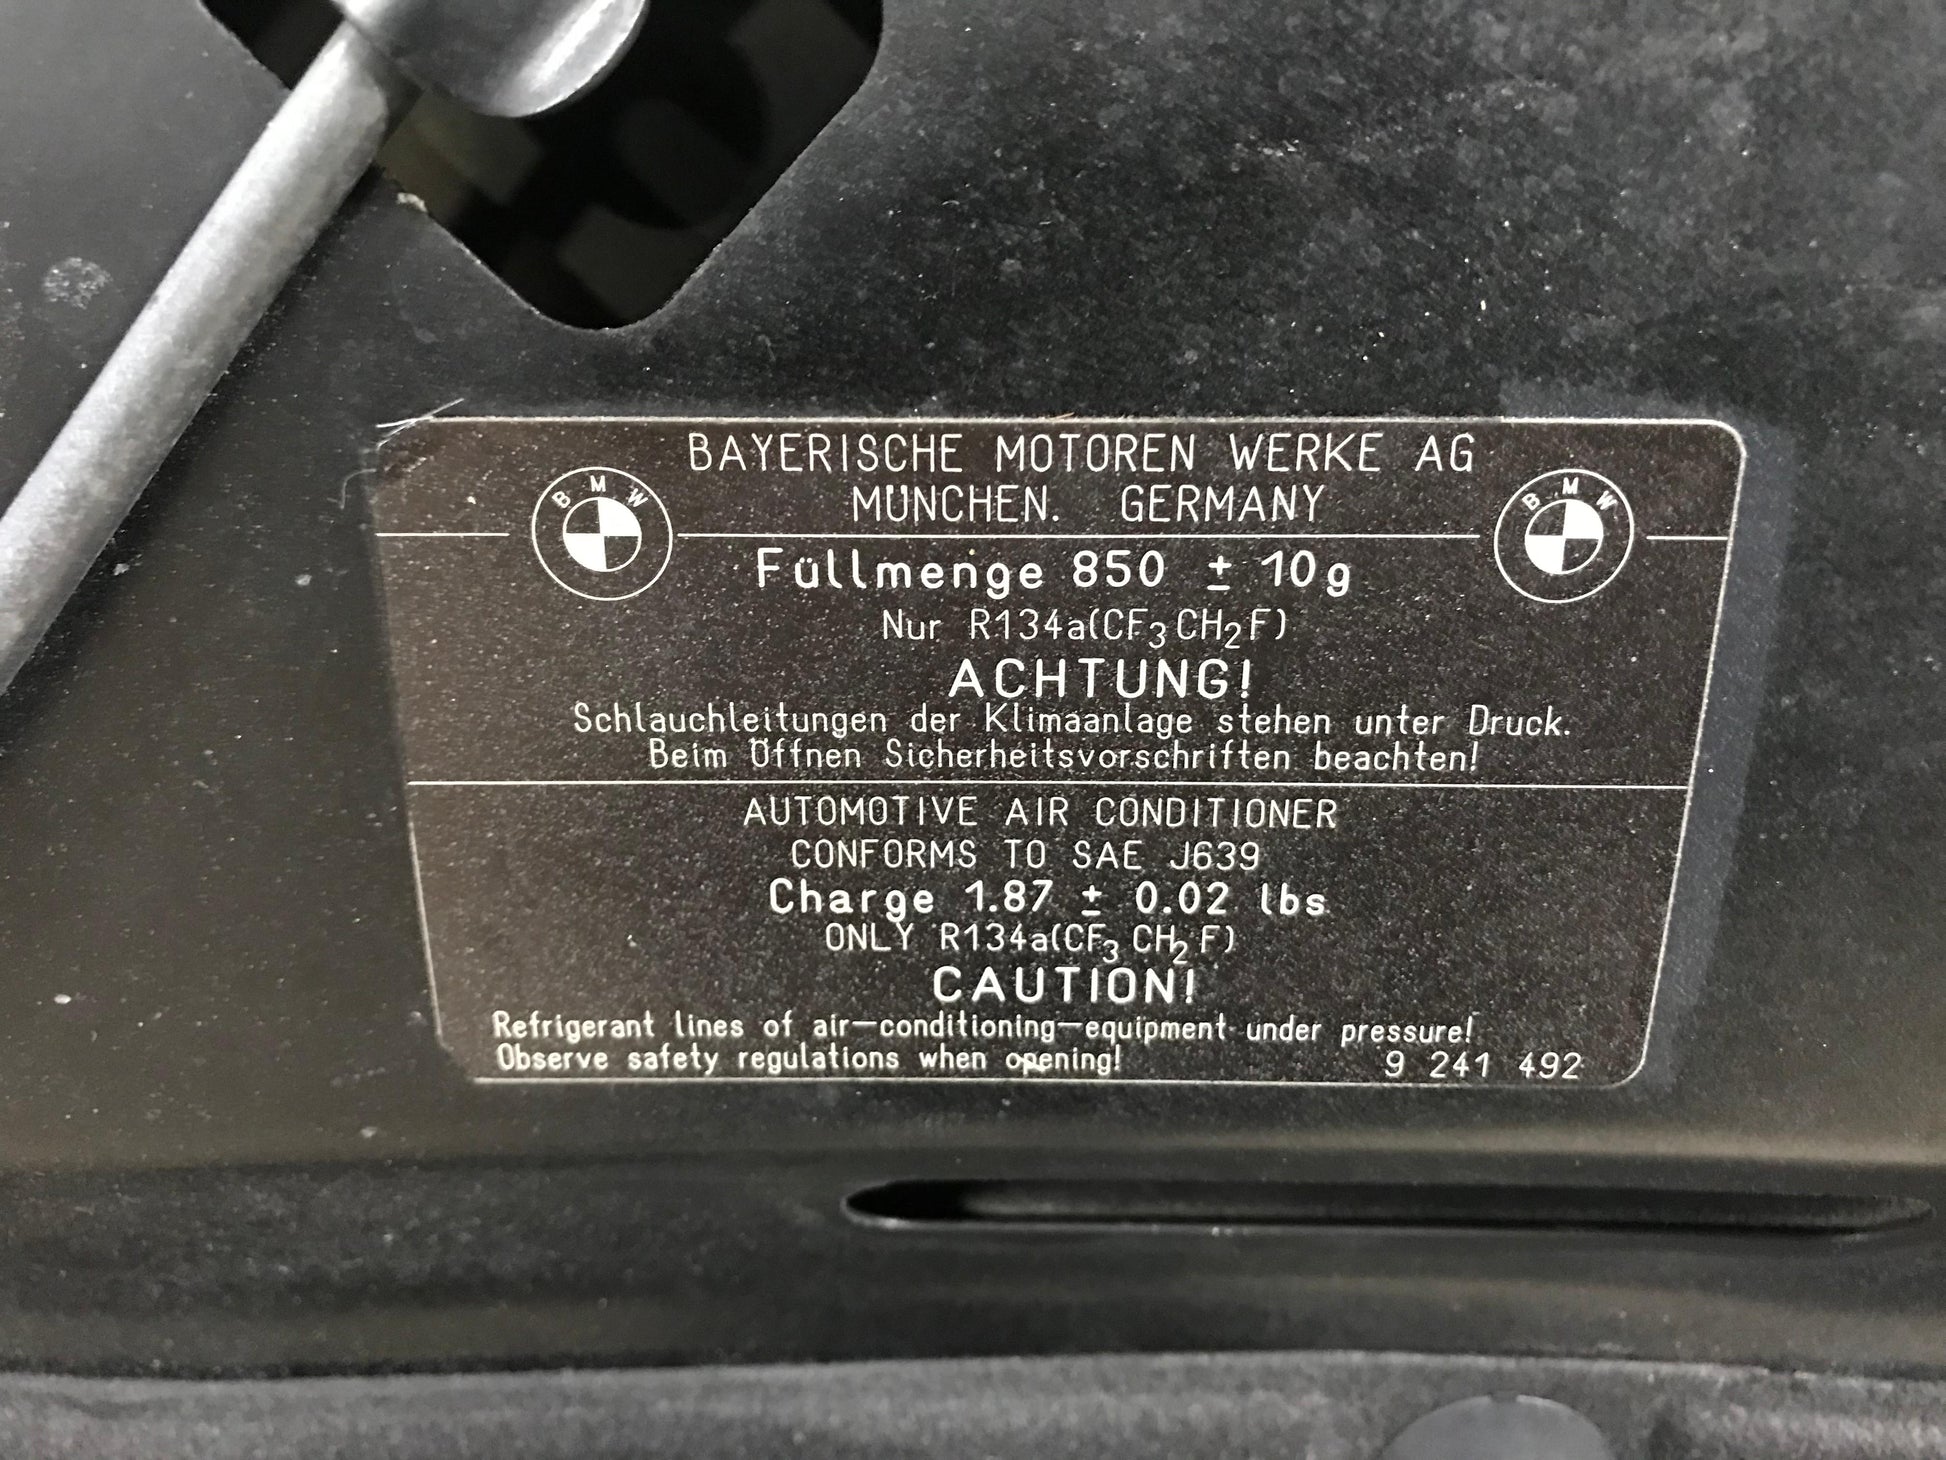 BAYERISCHE MOTOREN WERKE AG
MÜNCHEN. GERMANY
BMW
BMW
Füllmenge 850 ± 10g
Nur R134a(CF₃CH₂F)
ACHTUNG!
Schlauchleitungen der Klimaanlage stehen unter Druck.
Beim Öffnen Sicherheitsvorschriften beachten!
AUTOMOTIVE AIR CONDITIONER
CONFORMS TO SAE J639
Charge 1.87 ± 0.02 lbs
ONLY R134a(CF₃CH₂F)
CAUTION!
Refrigerant lines of air-conditioning-equipment under pressure!
Observe safety regulations when opening!
9 241 492